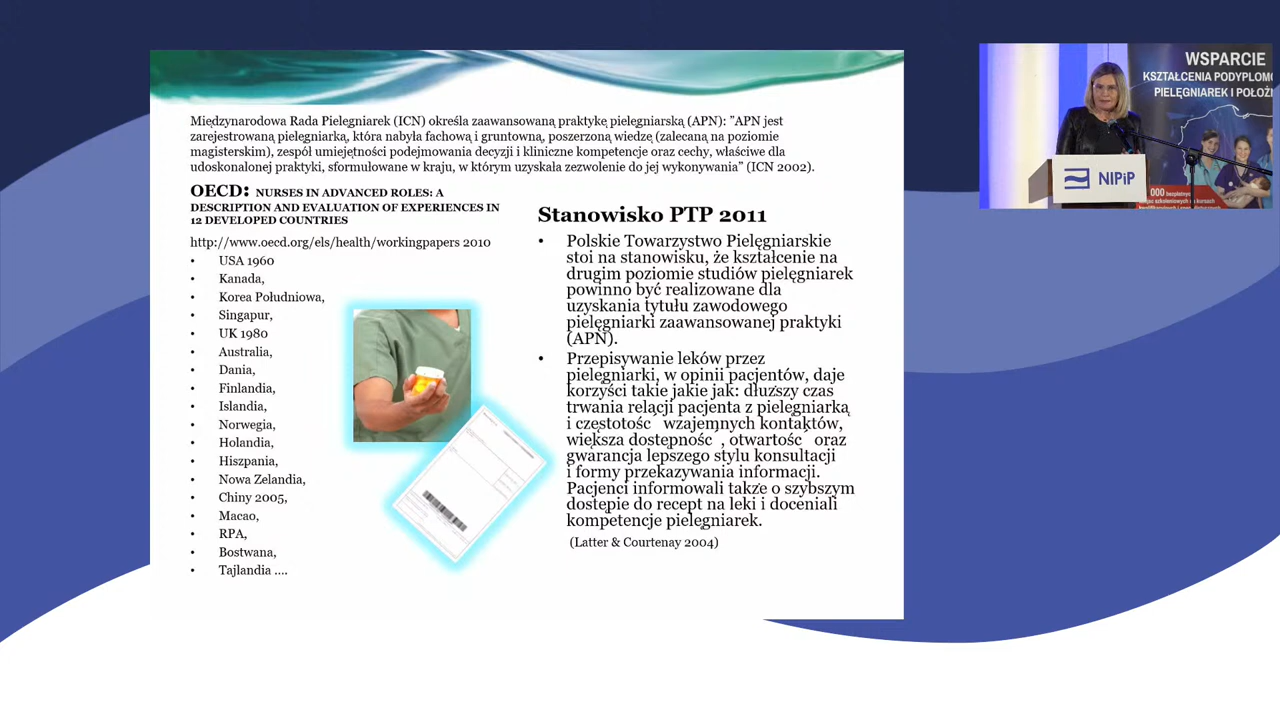 Międzynarodowa Rada Pielęgniarek (ICN) określa zaawansowaną praktykę pielęgniarską (APN): "APN jest
zarejestrowaną pielęgniarką, która nabyła fachową i gruntowną, poszerzoną wiedzę (zalecaną na poziomie
magisterskim), zespół umiejętności podejmowania decyzji i kliniczne kompetencje oraz cechy, właściwe dla
udoskonalonej praktyki, sformułowane w kraju, w którym uzyskała zezwolenie do jej wykonywania" (ICN 2002).
OECD: NURSES IN ADVANCED ROLES: A
DESCRIPTION AND EVALUATION OF EXPERIENCES IN
12 DEVELOPED COUNTRIES
http://www.oecd.org/els/health/workingpapers 2010
• USA 1960
• Kanada,
• Korea Południowa,
• Singapur,
• UK 1980
• Australia,
• Dania,
• Finlandia,
• Islandia,
• Norwegia,
• Holandia,
• Hiszpania,
• Nowa Zelandia,
• Chiny 2005,
• Macao,
• RPA,
• Bostwana,
• Tajlandia ....
Stanowisko PTP 2011
• Polskie Towarzystwo Pielęgniarskie
stoi na stanowisku, że kształcenie na
drugim poziomie studiów pielęgniarek
powinno być realizowane dla
uzyskania tytułu zawodowego
pielęgniarki zaawansowanej praktyki
(APN).
• Przepisywanie leków przez
pielęgniarki, w opinii pacjentów, daje
korzyści takie jakie jak: dłuższy czas
trwania relacji pacjenta z pielęgniarką
i częstotośc wzajemnych kontaktów,
większa dostępnośc , otwartośc oraz
gwarancja lepszego stylu konsultacji
i formy przekazywania informacji.
Pacjenci informowali także o szybszym
dostępie do recept na leki i doceniali
kompetencje pielęgniarek.
(Latter & Courtenay 2004)
WSPARCIE
KSZTAŁCENIA PODYPLOMO
PIELĘGNIAREK I POŁOŻ
NIPiP
000 bezpłatnych